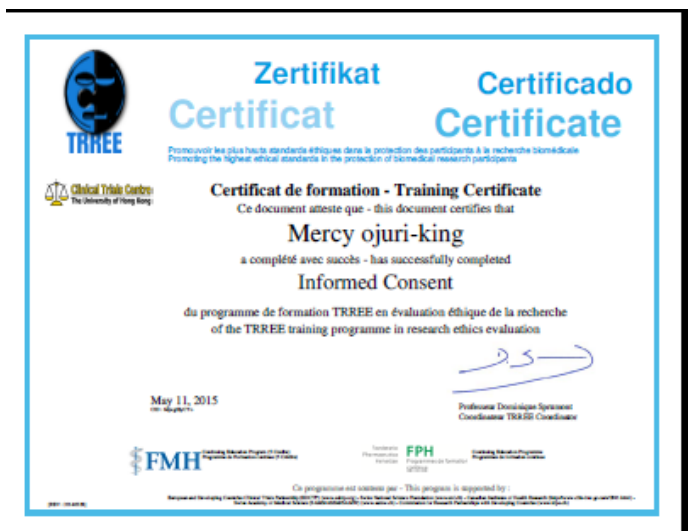 Zertifikat
Certificado
Certificat
Certificate
TRREE
Promouvoir les plus hauts standards éthiques dans la protection des participants à la recherche biomédicale
Promoting the highest ethical standards in the protection of biomedical research participants
Clinical Trials Centre
The University of Hong Kong
Certificat de formation - Training Certificate
Ce document atteste que - this document certifies that
Mercy ojuri-king
a complété avec succès - has successfully completed
Informed Consent
du programme de formation TRREE en évaluation éthique de la recherche
of the TRREE training programme in research ethics evaluation
May 11, 2015
Professeur Dominique Sprumont
Coordinateur TRREE Coordinator
FMH
FPH
Ce programme est soutenu par - This program is supported by :